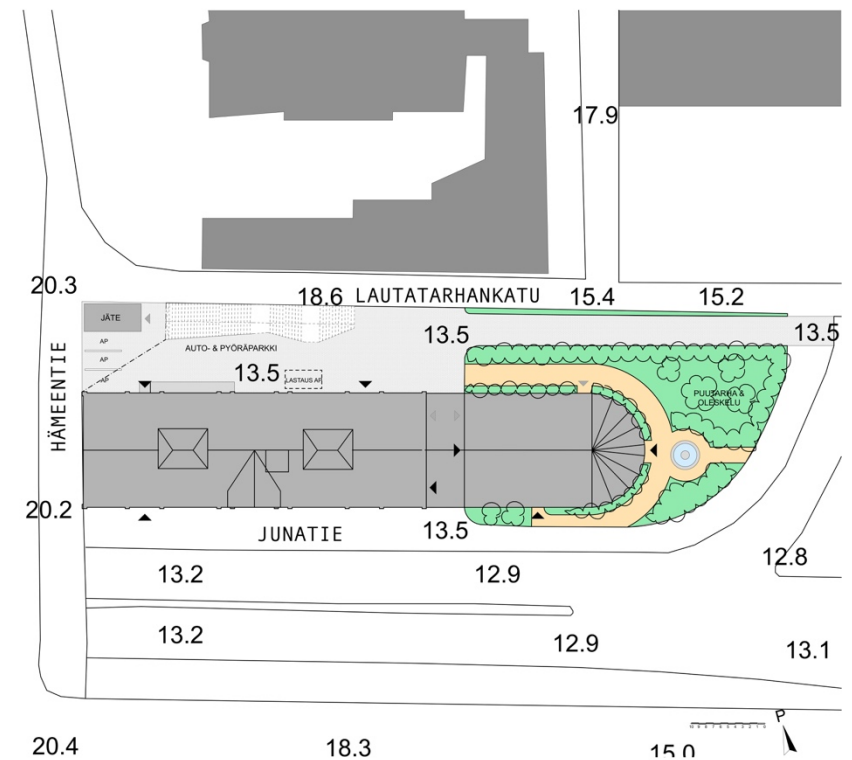 17.9
20.3
18.6
LAUTATARHANKATU
15.4
15.2
JÄTE
AP
AP
AP
AUTO- & PYÖRÄPARKKI
13.5
13.5
13.5
LASTAUS AP
HÄMEENTIE
PUUTARHA &
OLESKELU
20.2
JUNATIE
13.5
13.2
12.9
12.8
13.2
12.9
13.1
P
20.4
18.3
15.0